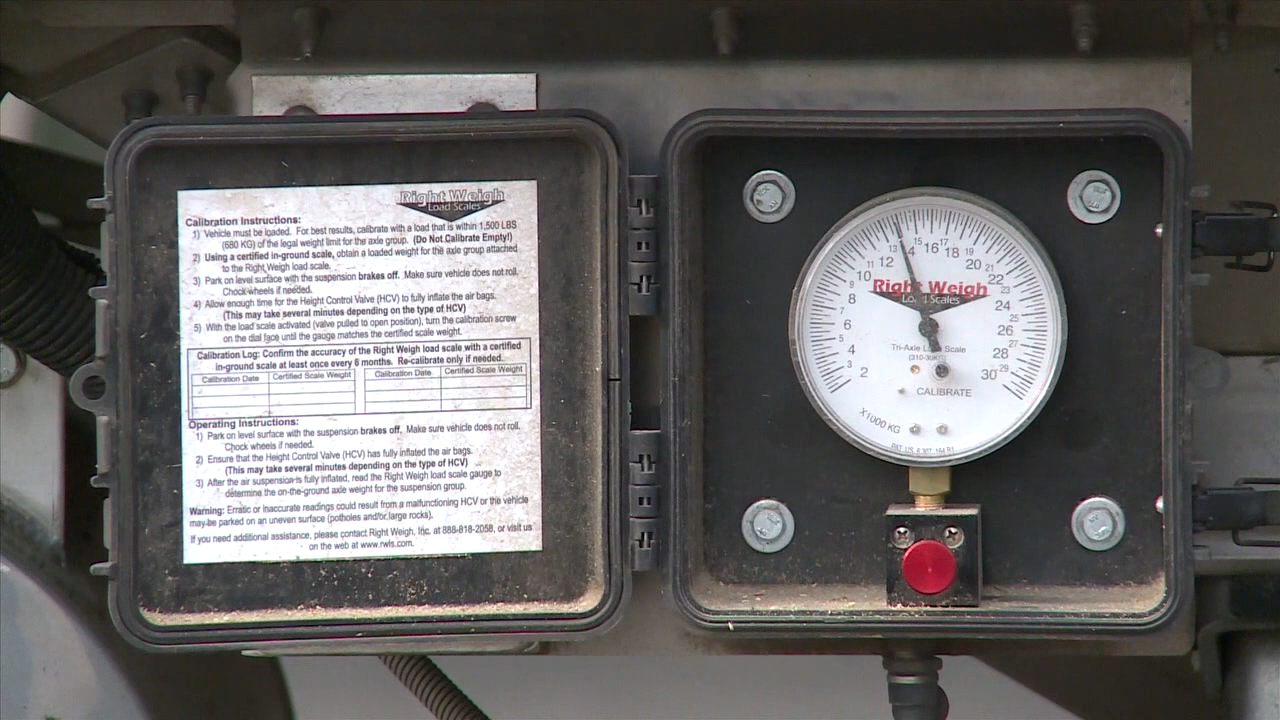 Right Weigh
Load Scales
Calibration Instructions:
1) Vehicle must be loaded. For best results, calibrate with a load that is within 1,500 LBS
(680 KG) of the legal weight limit for the axle group. (Do Not Calibrate Empty!)
2) Using a certified in-ground scale, obtain a loaded weight for the axle group attached
to the Right Weigh load scale.
3) Park on level surface with the suspension brakes off. Make sure vehicle does not roll.
Chock wheels if needed.
4) Allow enough time for the Height Control Valve (HCV) to fully inflate the air bags.
(This may take several minutes depending on the type of HCV)
5) With the load scale activated (valve pulled to open position), turn the calibration screw
on the dial face until the gauge matches the certified scale weight.
Calibration Log: Confirm the accuracy of the Right Weigh load scale with a certified
in-ground scale at least once every 6 months. Re-calibrate only if needed.
Calibration Date Certified Scale Weight Calibration Date Certified Scale Weight
Operating Instructions:
1) Park on level surface with the suspension brakes off. Make sure vehicle does not roll.
Chock wheels if needed.
2) Ensure that the Height Control Valve (HCV) has fully inflated the air bags.
(This may take several minutes depending on the type of HCV)
3) After the air suspension is fully inflated, read the Right Weigh load scale gauge to
determine the on-the-ground axle weight for the suspension group.
Warning: Erratic or inaccurate readings could result from a malfunctioning HCV or the vehicle
may be parked on an uneven surface (potholes and/or large rocks).
If you need additional assistance, please contact Right Weigh, Inc. at 888-818-2058, or visit us
on the web at www.rwls.com.
2 3 4 5 6 7 8 9 10 11 12 13 14 15 16 17 18 19 20 21 22 23 24 25 26 27 28 29 30
Right Weigh
Load Scales
Tri-Axle Load Scale
CALIBRATE
X1000 KG